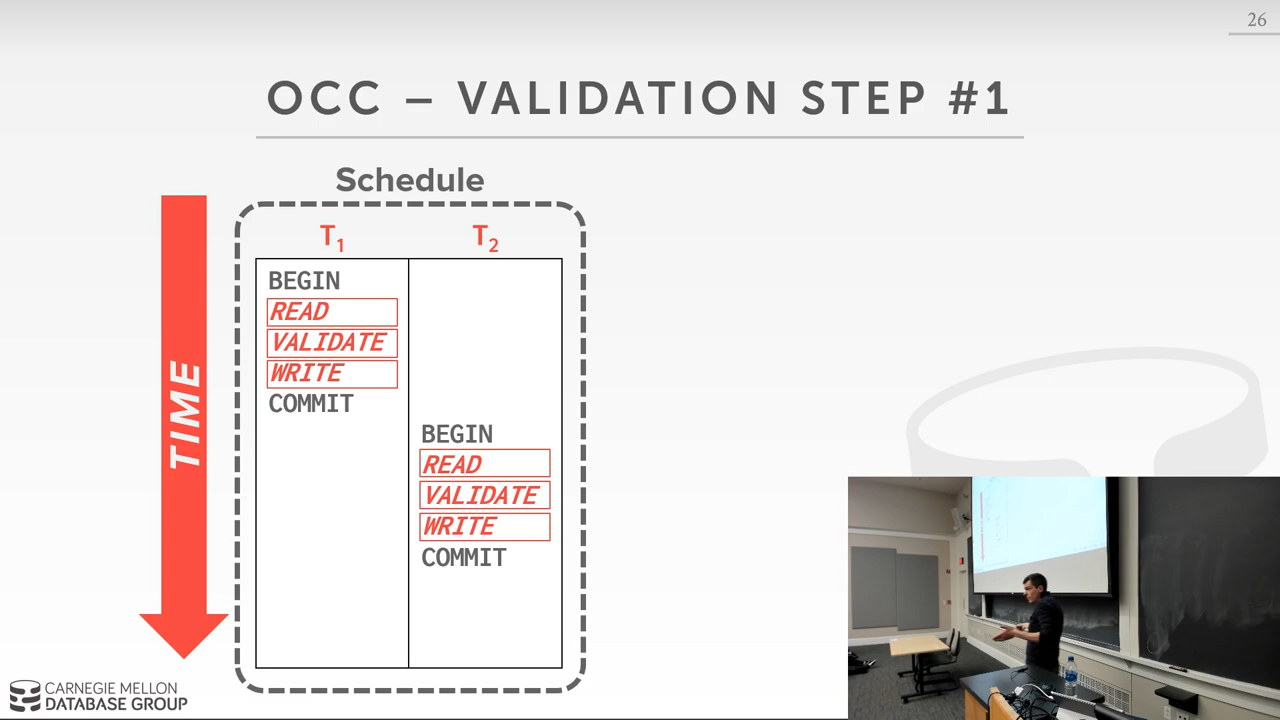 26
OCC – VALIDATION STEP #1
Schedule
T1 T2
BEGIN
READ
VALIDATE
WRITE
COMMIT
BEGIN
READ
VALIDATE
WRITE
COMMIT
TIME
CARNEGIE MELLON
DATABASE GROUP